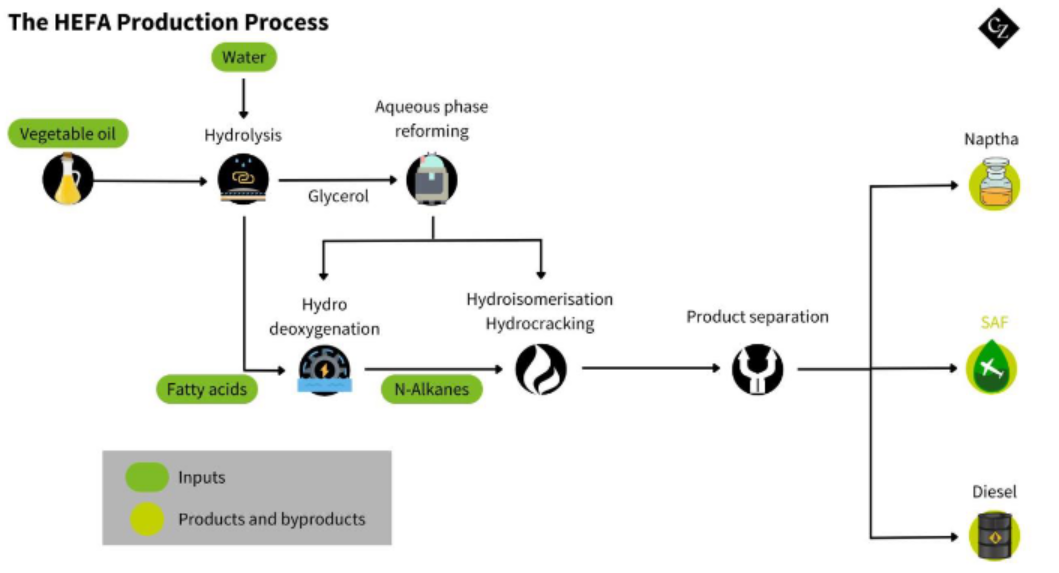 The HEFA Production Process
CZ
Water
Aqueous phase
reforming
Vegetable oil
Hydrolysis
Naptha
Glycerol
Hydro
deoxygenation
Hydroisomerisation
Hydrocracking
Product separation
SAF
Fatty acids
N-Alkanes
Inputs
Products and byproducts
Diesel